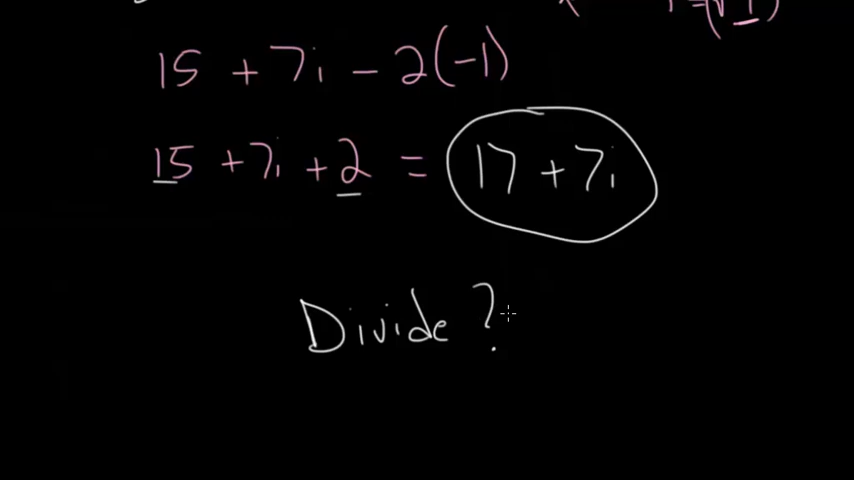 15 + 7i - 2(-1)
15 + 7i + 2 = 17 + 7i
Divide ?